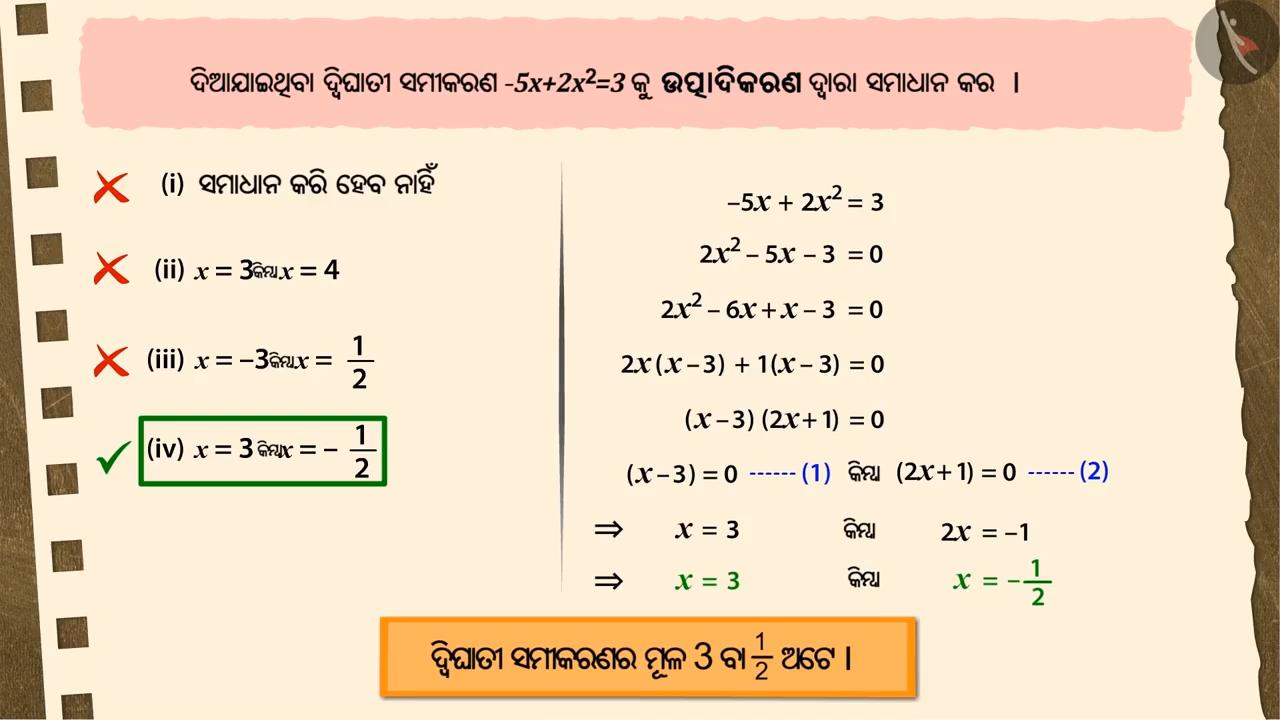 ଦିଆଯାଇଥିବା ଦ୍ୱିଘାତୀ ସମୀକରଣ -5x+2x²=3 କୁ ଉତ୍ପାଦିକରଣ ଦ୍ୱାରା ସମାଧାନ କର ।
(i) ସମାଧାନ କରି ହେବ ନାହିଁ
(ii) x = 3 କିମ୍ବା x = 4
(iii) x = –3 କିମ୍ବା x = 1/2
(iv) x = 3 କିମ୍ବା x = – 1/2
–5x + 2x² = 3
2x² – 5x – 3 = 0
2x² – 6x + x – 3 = 0
2x (x – 3) + 1(x – 3) = 0
(x – 3) (2x + 1) = 0
(x – 3) = 0 ------ (1) କିମ୍ବା (2x + 1) = 0 ------ (2)
⇒ x = 3 କିମ୍ବା 2x = –1
⇒ x = 3 କିମ୍ବା x = – 1/2
ଦ୍ୱିଘାତୀ ସମୀକରଣର ମୂଳ 3 ବା 1/2 ଅଟେ ।